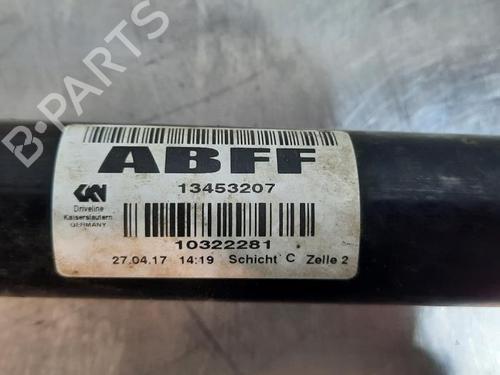 B-PARTS
ABFF
13453207
GKN
Driveline
Kaiserslautern
GERMANY
10322281
27.04.17 14:19 Schicht C Zelle 2